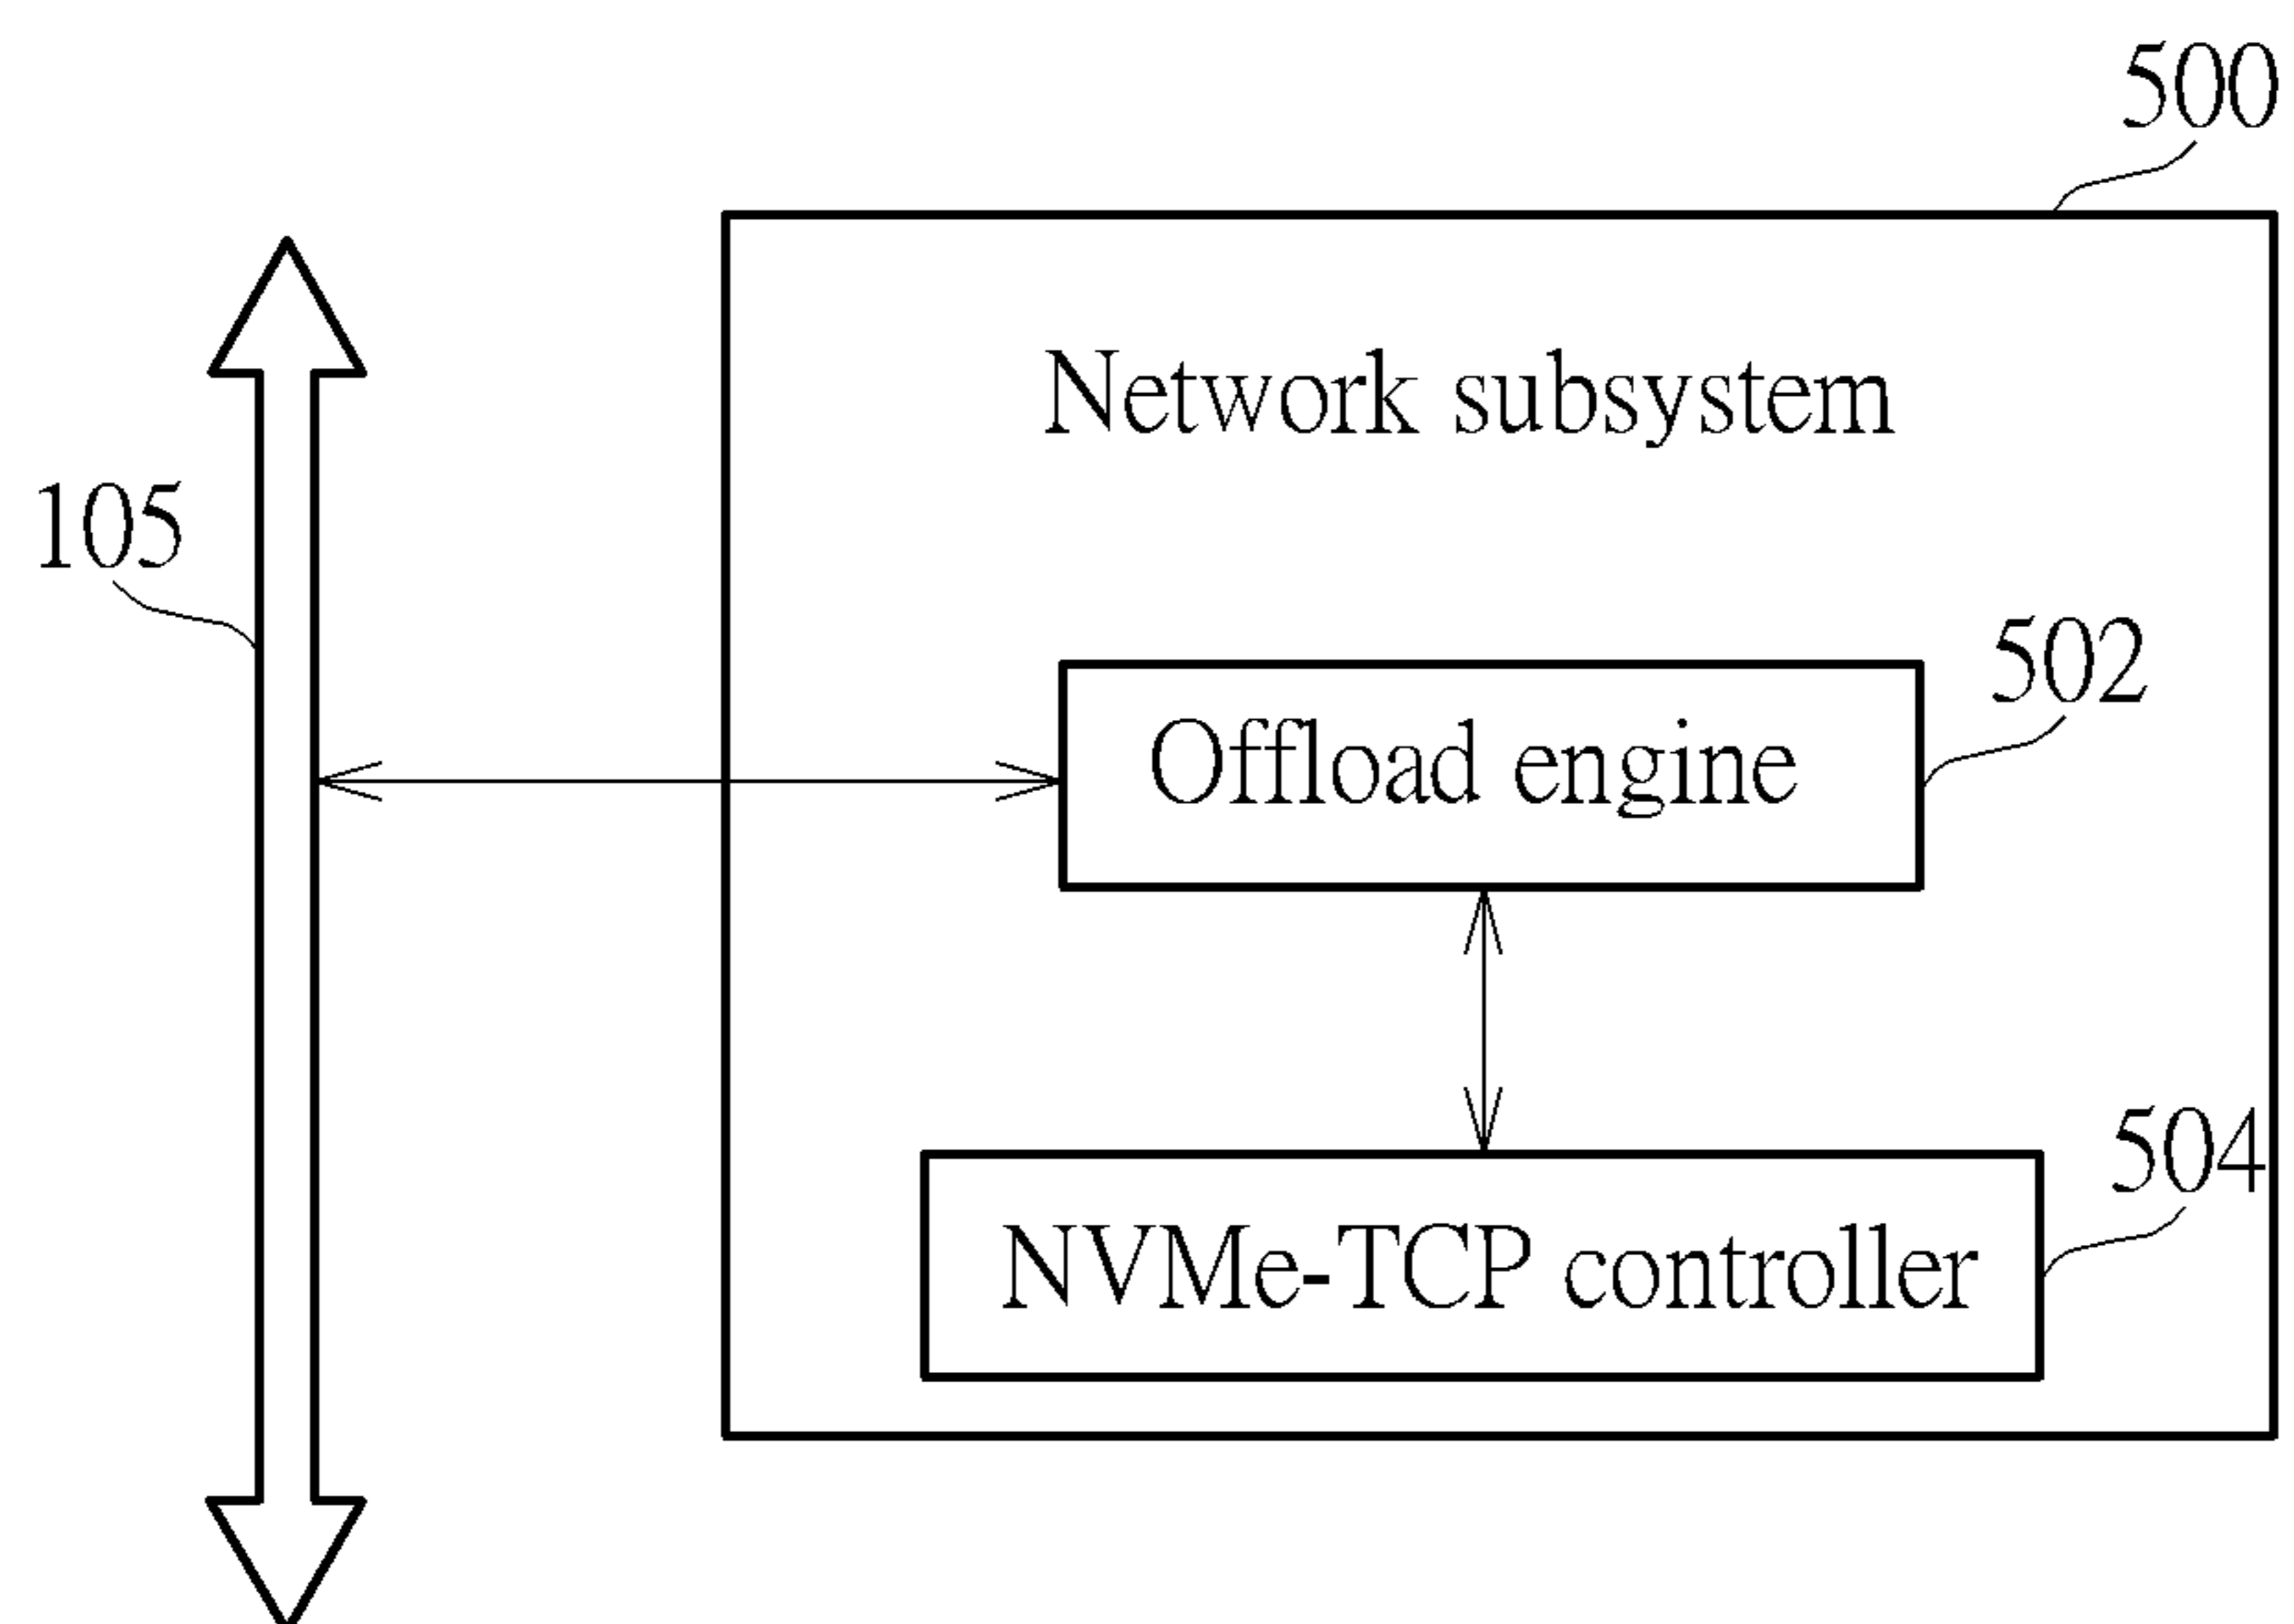 500
Network subsystem
105
502
Offload engine
504
NVMe-TCP controller